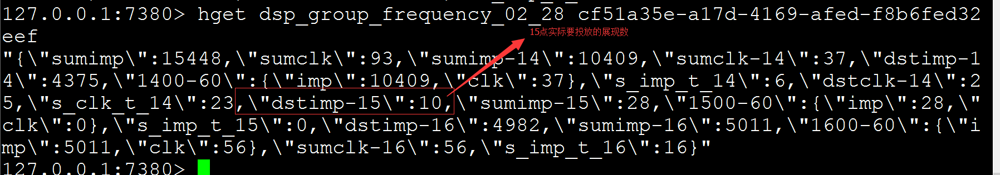 127.0.0.1:7380> hget dsp_group_frequency_02_28 cf51a35e-a17d-4169-afed-f8b6fed32
eef
15点实际要投放的展现数
"{\"sumimp\":15448,\"sumclk\":93,\"sumimp-14\":10409,\"sumclk-14\":37,\"dstimp-1
4\":4375,\"1400-60\":{\"imp\":10409,\"clk\":37},\"s_imp_t_14\":6,\"dstclk-14\":2
5,\"s_clk_t_14\":23,\"dstimp-15\":10,\"sumimp-15\":28,\"1500-60\":{\"imp\":28,\"
clk\":0},\"s_imp_t_15\":0,\"dstimp-16\":4982,\"sumimp-16\":5011,\"1600-60\":{\"i
mp\":5011,\"clk\":56},\"sumclk-16\":56,\"s_imp_t_16\":16}"
127.0.0.1:7380>